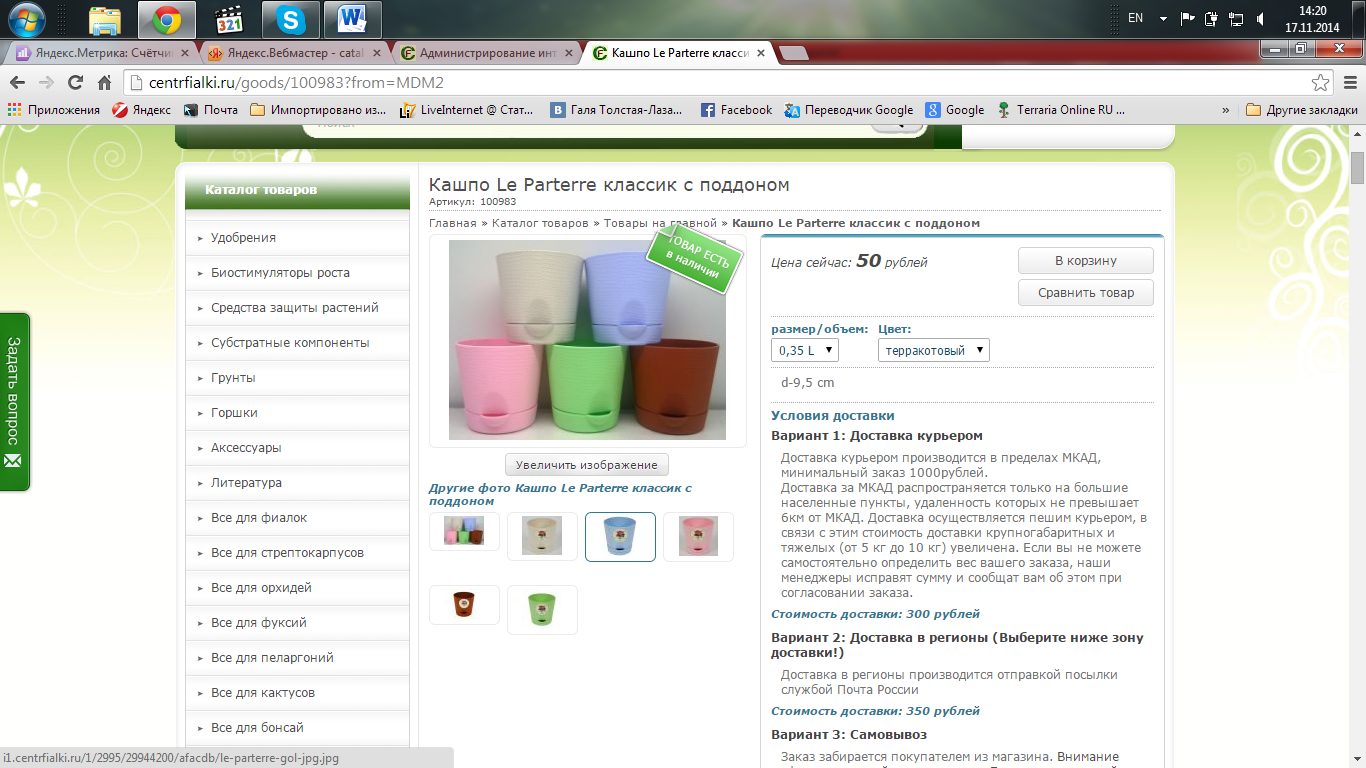 EN
14:20
17.11.2014
321
Яндекс.Метрика: Счётчи
Яндекс.Вебмастер - catal
Администрирование инт
Кашпо Le Parterre класси
centrfialki.ru/goods/100983?from=MDM2
Приложения
Яндекс
Почта
Импортировано из...
LiveInternet @ Стат...
Галя Толстая-Лаза...
Facebook
Переводчик Google
Google
Terraria Online RU ...
»
Другие закладки
Каталог товаров
Удобрения
Биостимуляторы роста
Средства защиты растений
Субстратные компоненты
Грунты
Горшки
Аксессуары
Литература
Все для фиалок
Все для стрептокарпусов
Все для орхидей
Все для фуксий
Все для пеларгоний
Все для кактусов
Все для бонсай
Задать вопрос
Кашпо Le Parterre классик с поддоном
Артикул: 100983
Главная » Каталог товаров » Товары на главной » Кашпо Le Parterre классик с поддоном
ТОВАР ЕСТЬ
в наличии
Увеличить изображение
Другие фото Кашпо Le Parterre классик с
поддоном
Цена сейчас: 50 рублей
В корзину
Сравнить товар
размер/объем: Цвет:
0,35 L терракотовый
d-9,5 cm
Условия доставки
Вариант 1: Доставка курьером
Доставка курьером производится в пределах МКАД,
минимальный заказ 1000рублей.
Доставка за МКАД распространяется только на большие
населенные пункты, удаленность которых не превышает
6км от МКАД. Доставка осуществляется пешим курьером, в
связи с этим стоимость доставки крупногабаритных и
тяжелых (от 5 кг до 10 кг) увеличена. Если вы не можете
самостоятельно определить вес вашего заказа, наши
менеджеры исправят сумму и сообщат вам об этом при
согласовании заказа.
Стоимость доставки: 300 рублей
Вариант 2: Доставка в регионы (Выберите ниже зону
доставки!)
Доставка в регионы производится отправкой посылки
службой Почта России
Стоимость доставки: 350 рублей
Вариант 3: Самовывоз
Заказ забирается покупателем из магазина. Внимание
i1.centrfialki.ru/1/2995/29944200/afacdb/le-parterre-gol-jpg.jpg